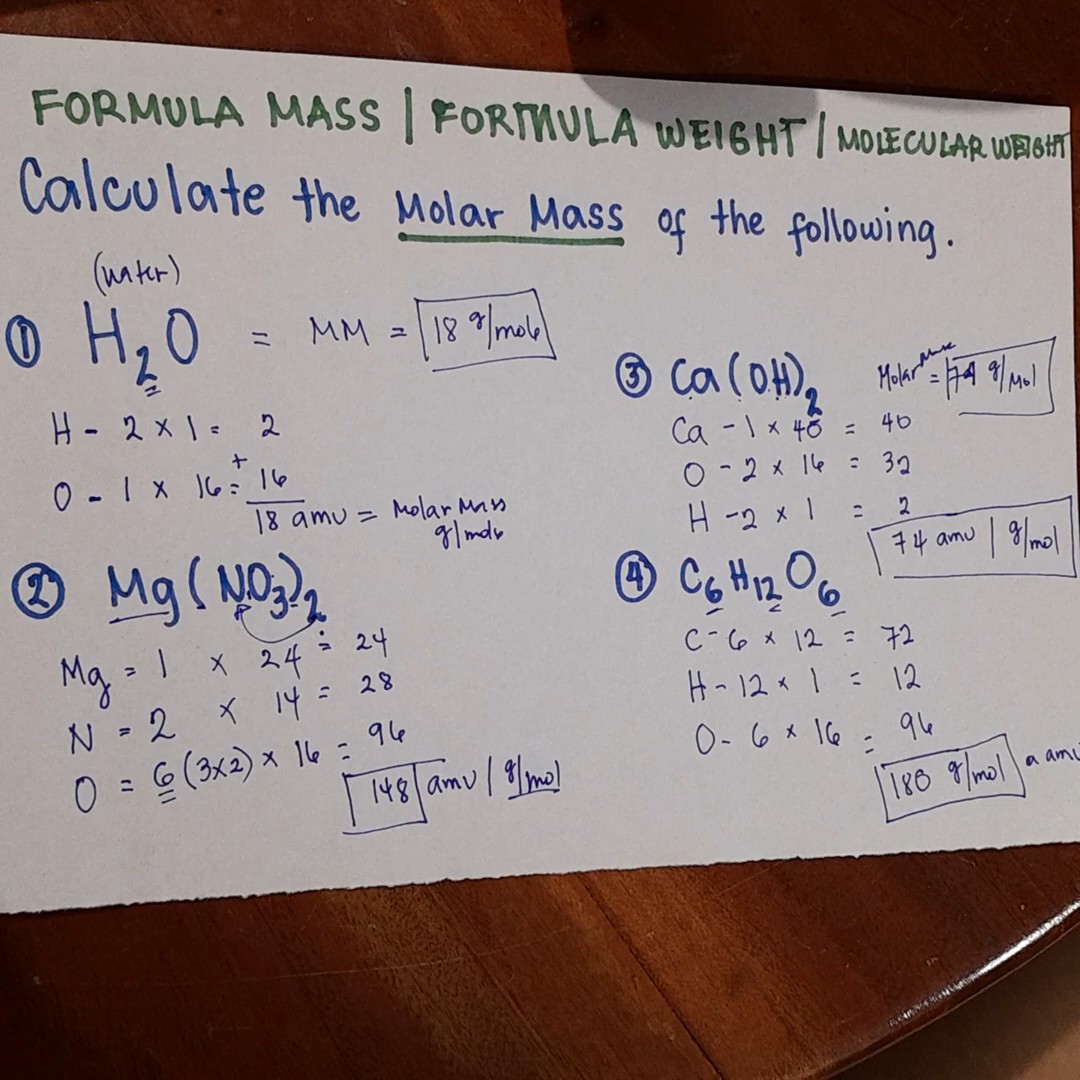 FORMULA MASS | FORMULA WEIGHT / MOLECULAR WEIGHT
Calculate the Molar Mass of the following.
(water)
① H₂O = MM = 18 g/mole
H - 2 x 1 = 2
O - 1 x 16 = + 16
18 amu = Molar Mass
g/mole
② Mg(NO₃)₂
Mg = 1 x 24 = 24
N = 2 x 14 = 28
O = 6 (3x2) x 16 = 96
148 amu / g/mol
③ Ca(OH)₂ Molar Mass = 74 g/Mol
Ca - 1 x 40 = 40
O - 2 x 16 = 32
H - 2 x 1 = 2
74 amu | g/mol
④ C₆H₁₂O₆
C - 6 x 12 = 72
H - 12 x 1 = 12
O - 6 x 16 = 96
180 g/mol a amu